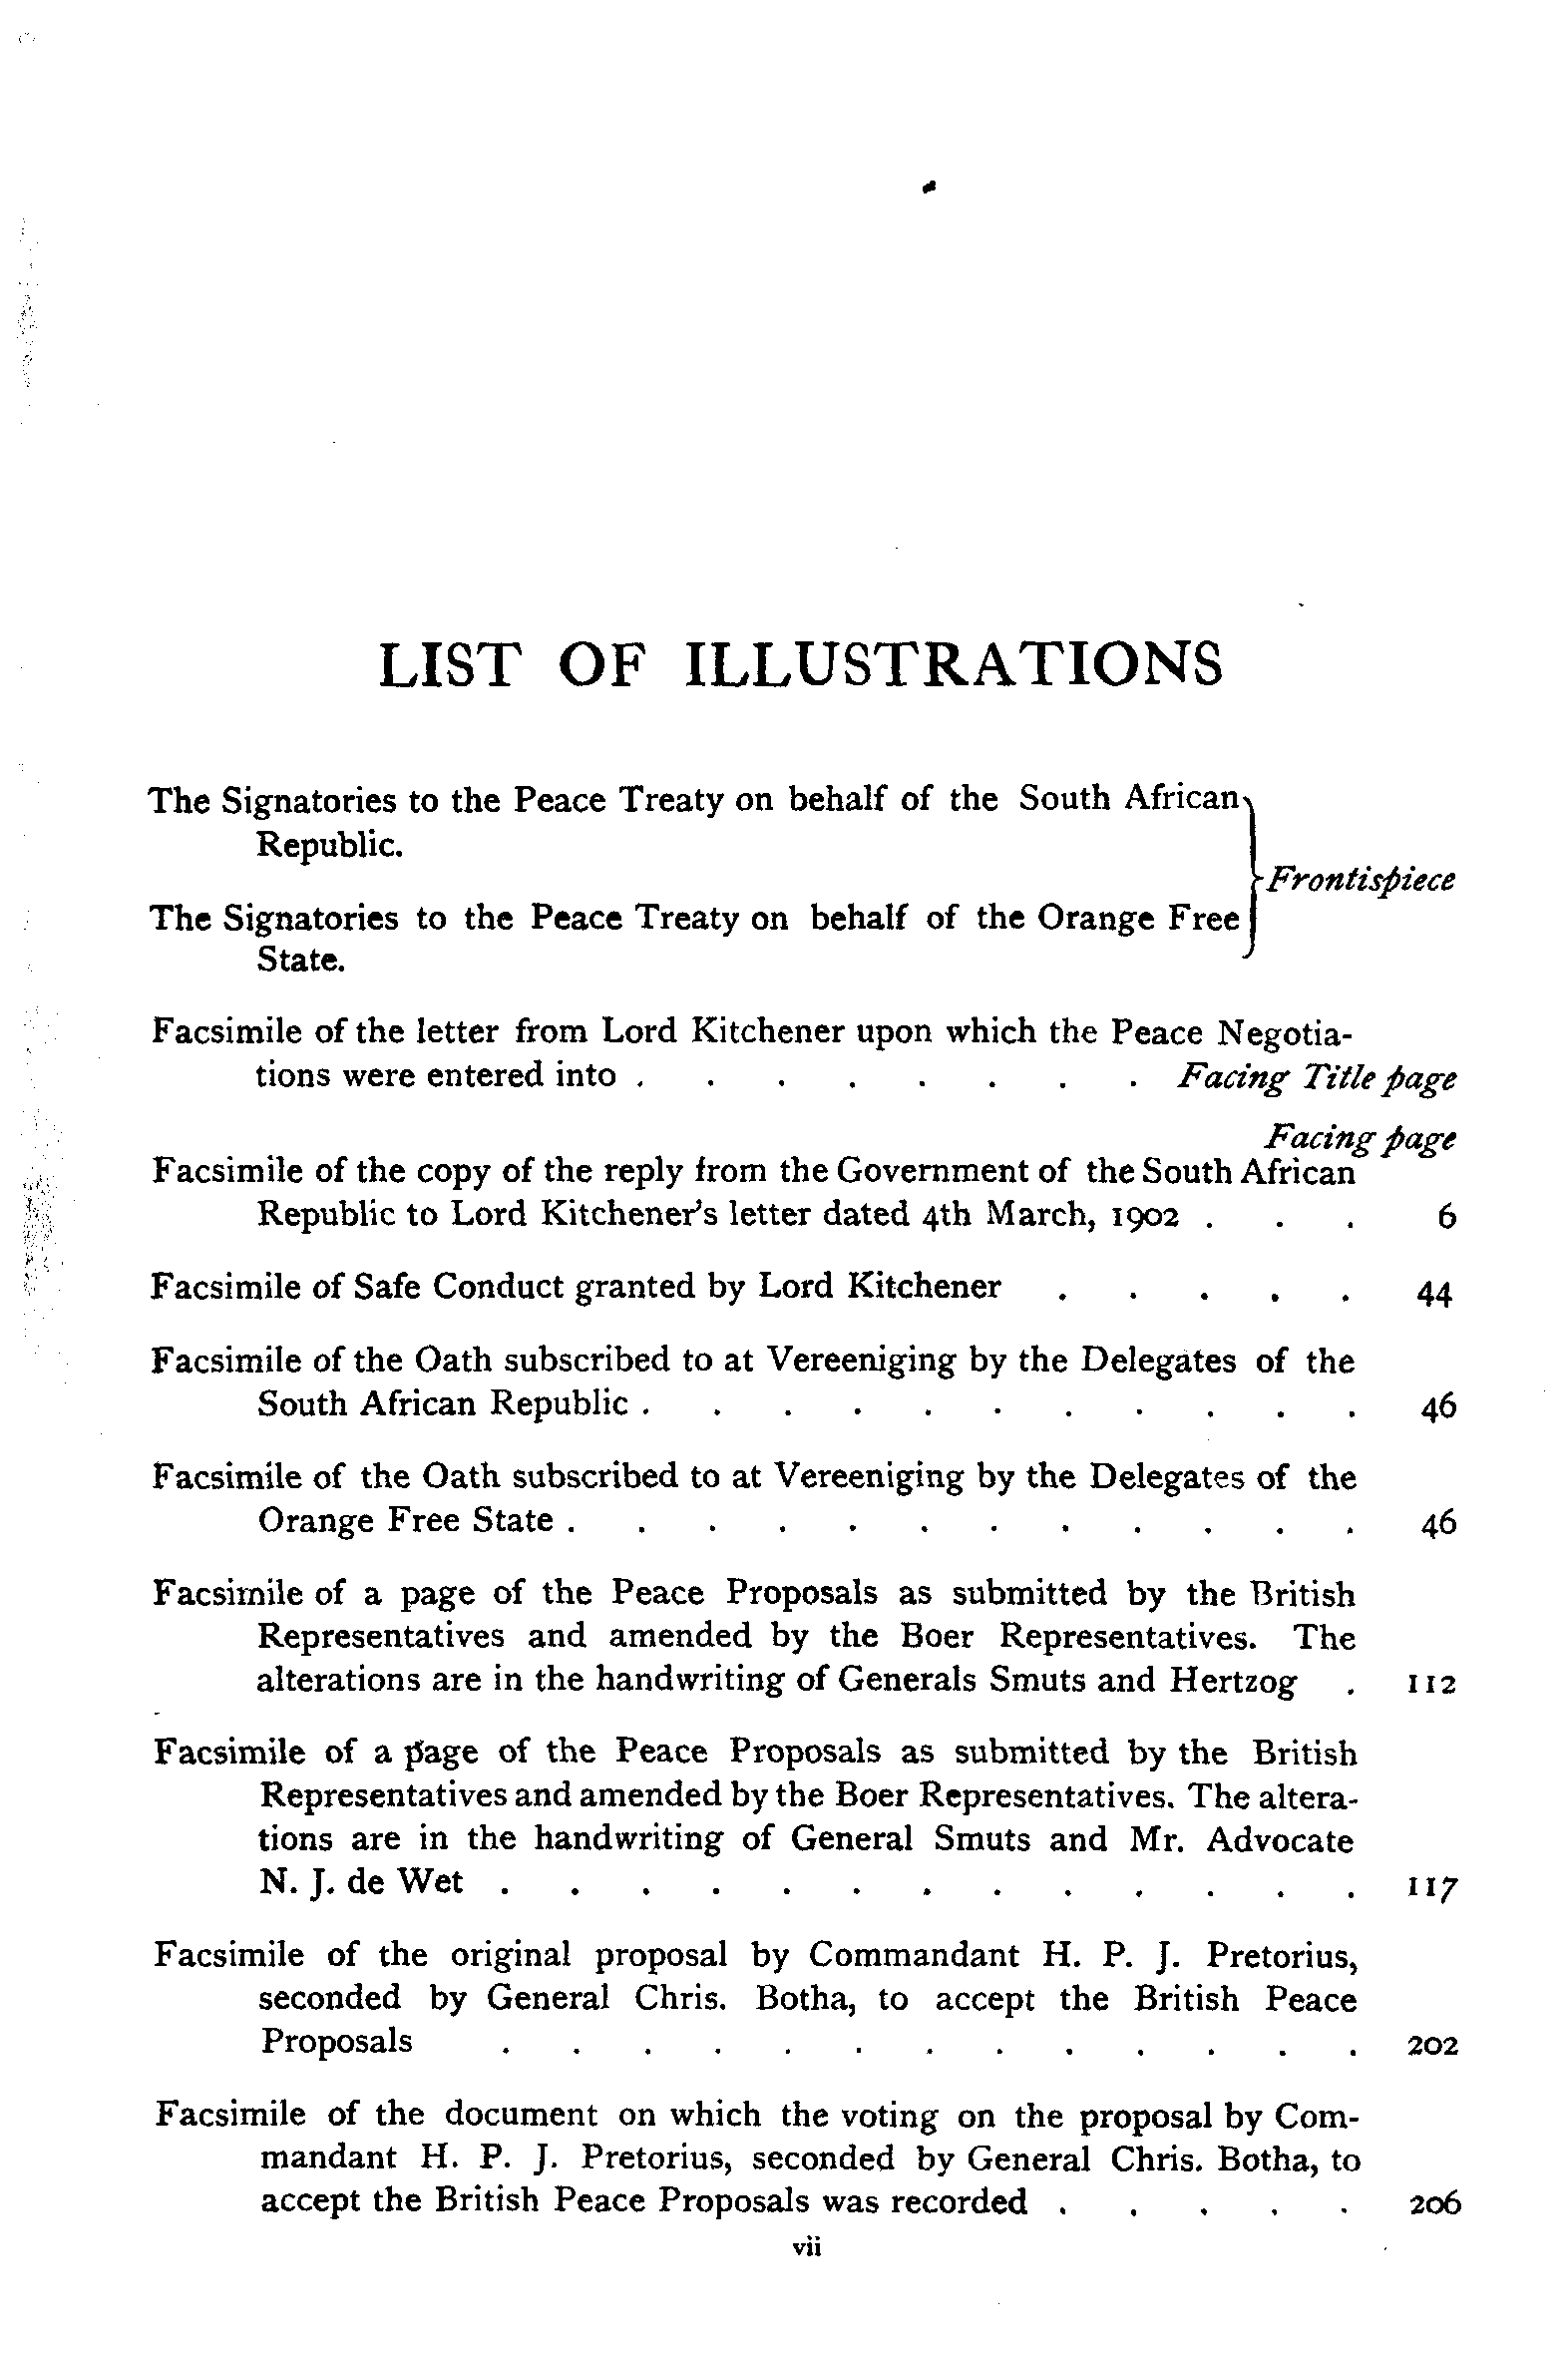 LIST OF ILLUSTRATIONS
The Signatories to the Peace Treaty on behalf of the South African
Republic.
Frontispiece
The Signatories to the Peace Treaty on behalf of the Orange Free
State.
Facsimile of the letter from Lord Kitchener upon which the Peace Negotia-
tions were entered into . . . . . . . . Facing Title page
Facing page
Facsimile of the copy of the reply from the Government of the South African
Republic to Lord Kitchener's letter dated 4th March, 1902 . . . 6
Facsimile of Safe Conduct granted by Lord Kitchener . . . . . 44
Facsimile of the Oath subscribed to at Vereeniging by the Delegates of the
South African Republic . . . . . . . . . . . 46
Facsimile of the Oath subscribed to at Vereeniging by the Delegates of the
Orange Free State . . . . . . . . . . . . 46
Facsimile of a page of the Peace Proposals as submitted by the British
Representatives and amended by the Boer Representatives. The
alterations are in the handwriting of Generals Smuts and Hertzog . 112
Facsimile of a page of the Peace Proposals as submitted by the British
Representatives and amended by the Boer Representatives. The altera-
tions are in the handwriting of General Smuts and Mr. Advocate
N. J. de Wet . . . . . . . . . . . . . 117
Facsimile of the original proposal by Commandant H. P. J. Pretorius,
seconded by General Chris. Botha, to accept the British Peace
Proposals . . . . . . . . . . . . . 202
Facsimile of the document on which the voting on the proposal by Com-
mandant H. P. J. Pretorius, seconded by General Chris. Botha, to
accept the British Peace Proposals was recorded . . . . . 206
vii